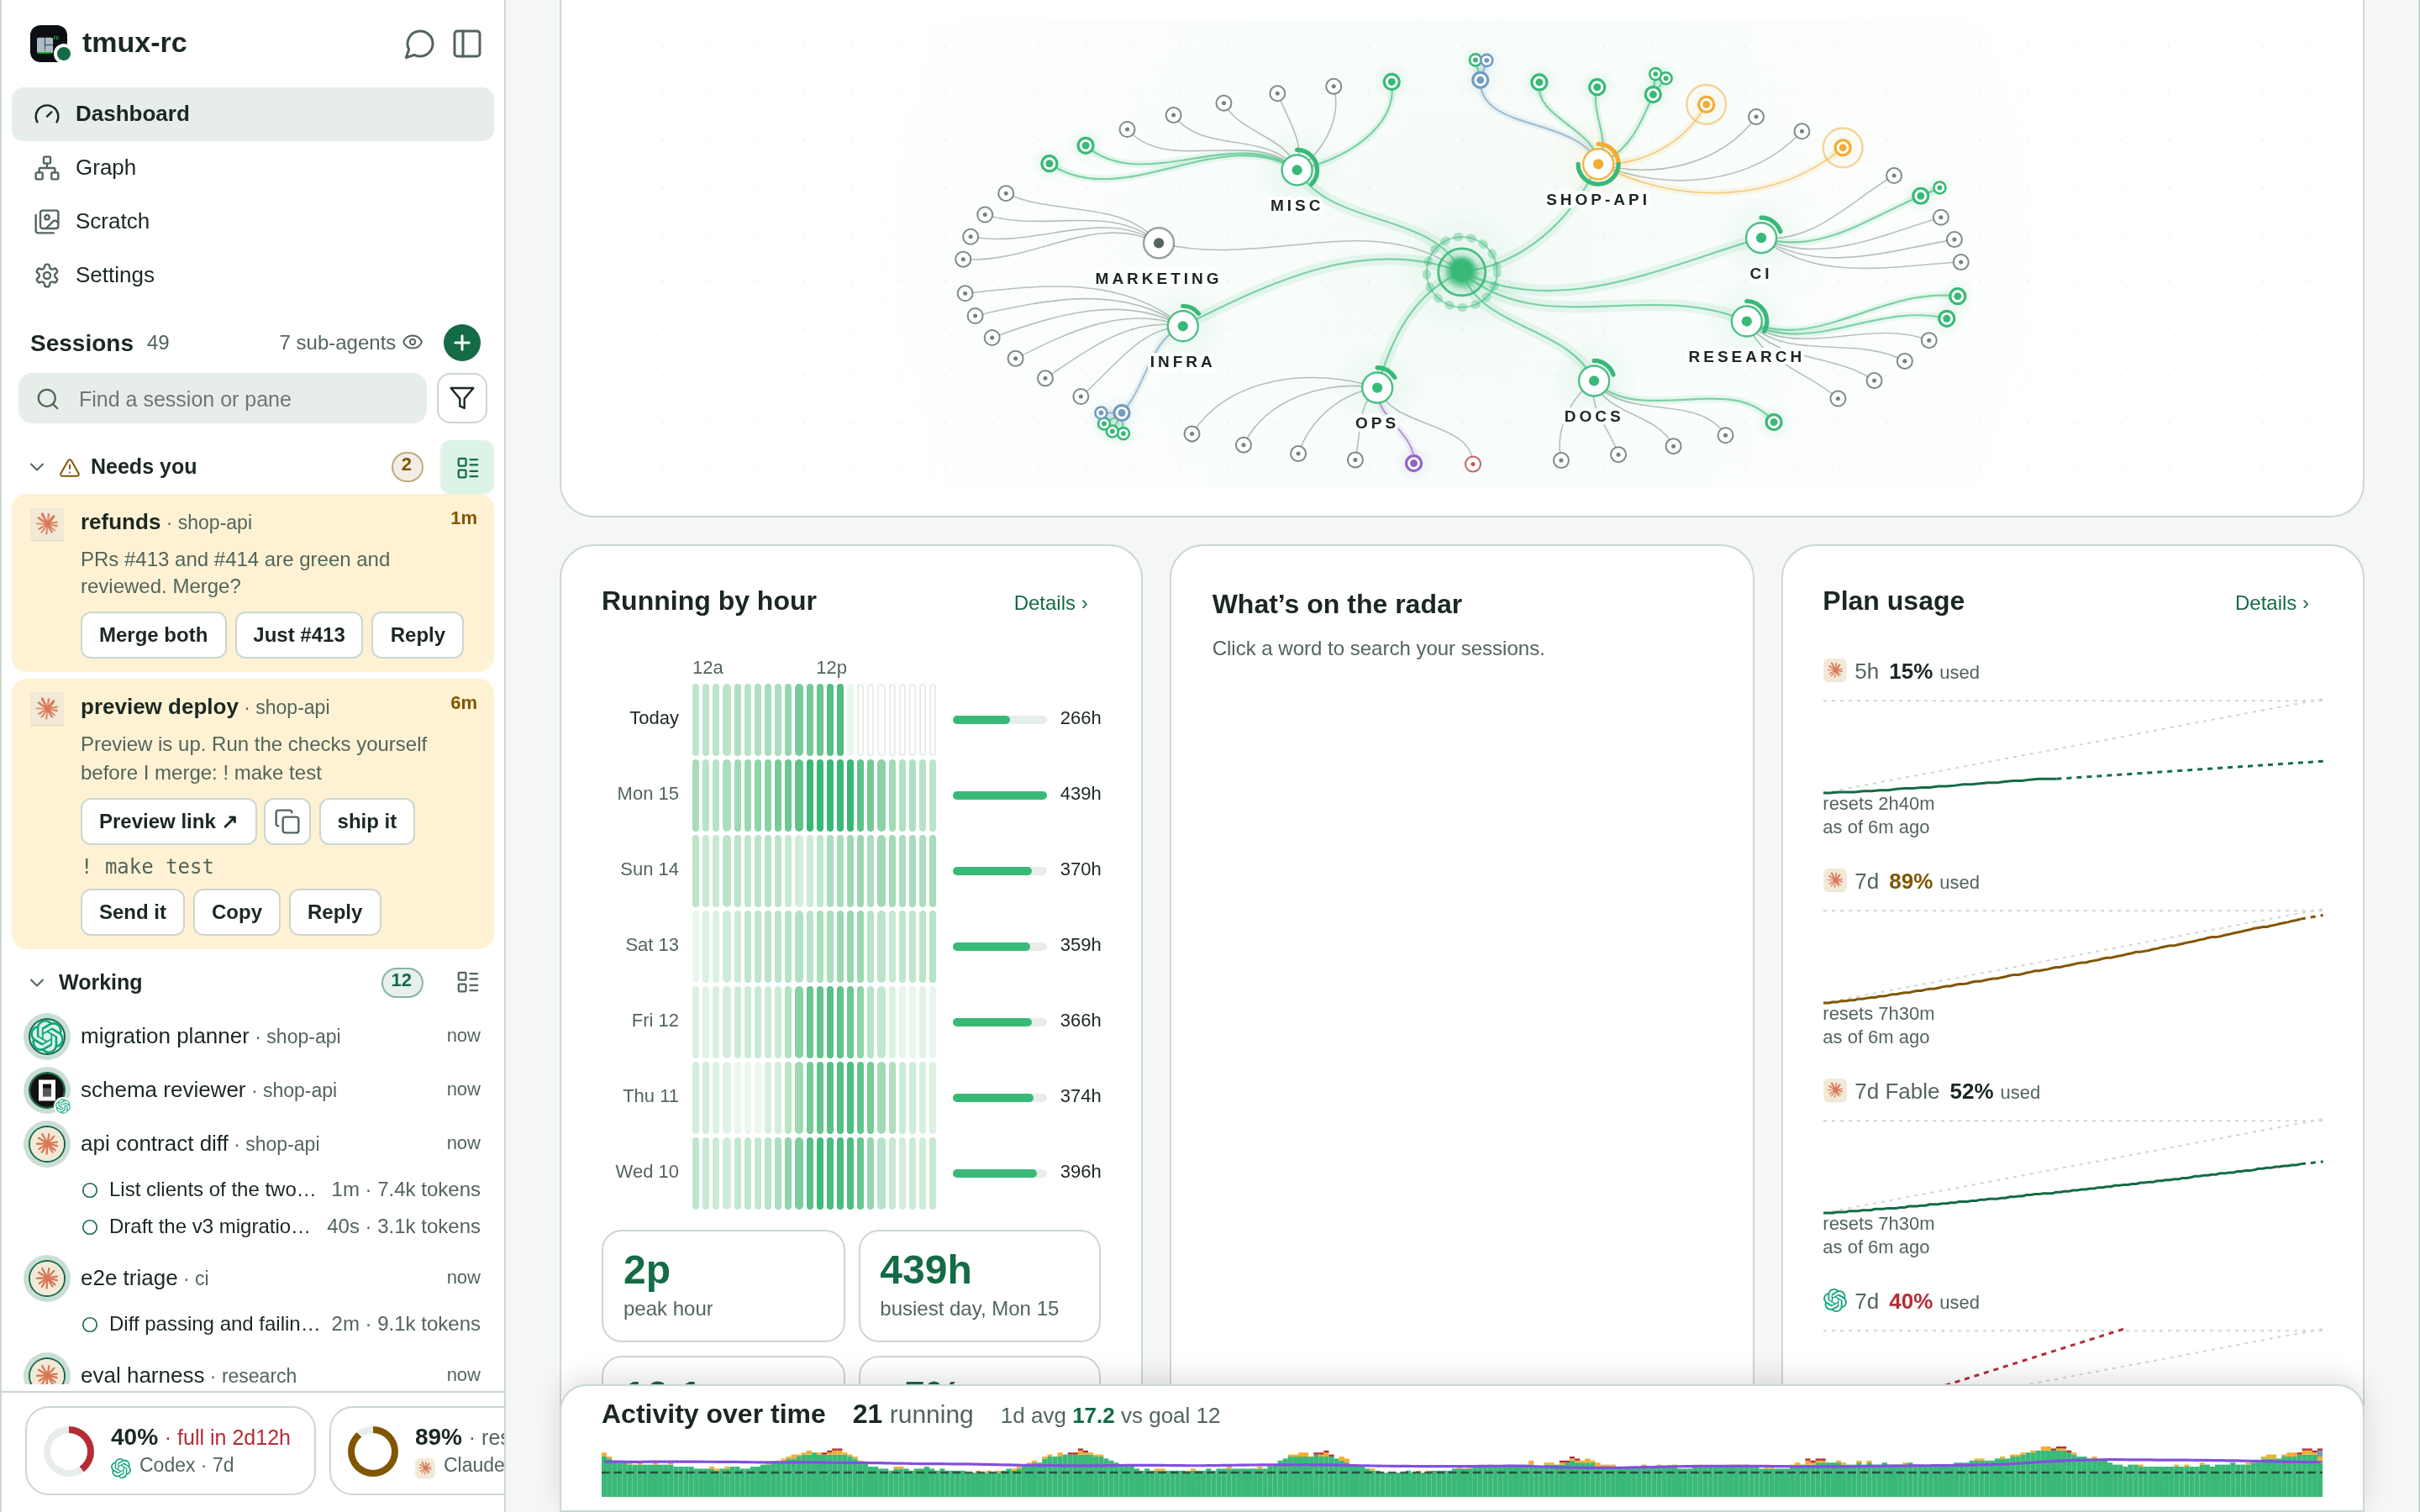 tmux-rc
Dashboard
Graph
Scratch
Settings
Sessions 49 7 sub-agents
Find a session or pane
Needs you 2
refunds · shop-api 1m
PRs #413 and #414 are green and
reviewed. Merge?
Merge both Just #413 Reply
preview deploy · shop-api 6m
Preview is up. Run the checks yourself
before I merge: ! make test
Preview link ↗ ship it
! make test
Send it Copy Reply
Working 12
migration planner · shop-api now
schema reviewer · shop-api now
api contract diff · shop-api now
List clients of the two… 1m · 7.4k tokens
Draft the v3 migratio… 40s · 3.1k tokens
e2e triage · ci now
Diff passing and failin… 2m · 9.1k tokens
eval harness · research now
40% · full in 2d12h
Codex · 7d
89% · res
Claude
MISC
SHOP-API
MARKETING
CI
INFRA
RESEARCH
OPS
DOCS
Running by hour Details ›
12a 12p
Today 266h
Mon 15 439h
Sun 14 370h
Sat 13 359h
Fri 12 366h
Thu 11 374h
Wed 10 396h
2p
peak hour
439h
busiest day, Mon 15
What’s on the radar
Click a word to search your sessions.
Plan usage Details ›
5h 15% used
resets 2h40m
as of 6m ago
7d 89% used
resets 7h30m
as of 6m ago
7d Fable 52% used
resets 7h30m
as of 6m ago
7d 40% used
Activity over time 21 running 1d avg 17.2 vs goal 12